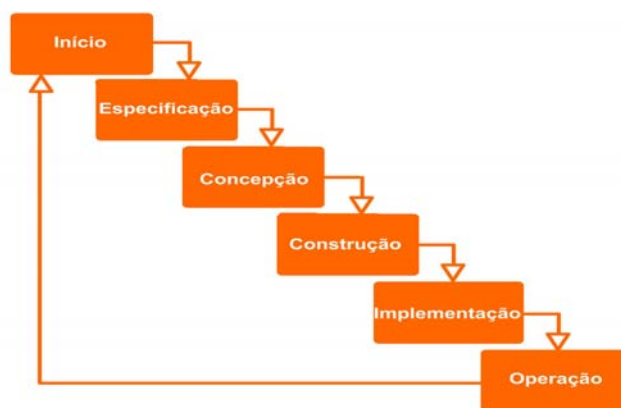 Início
Especificação
Concepção
Construção
Implementação
Operação